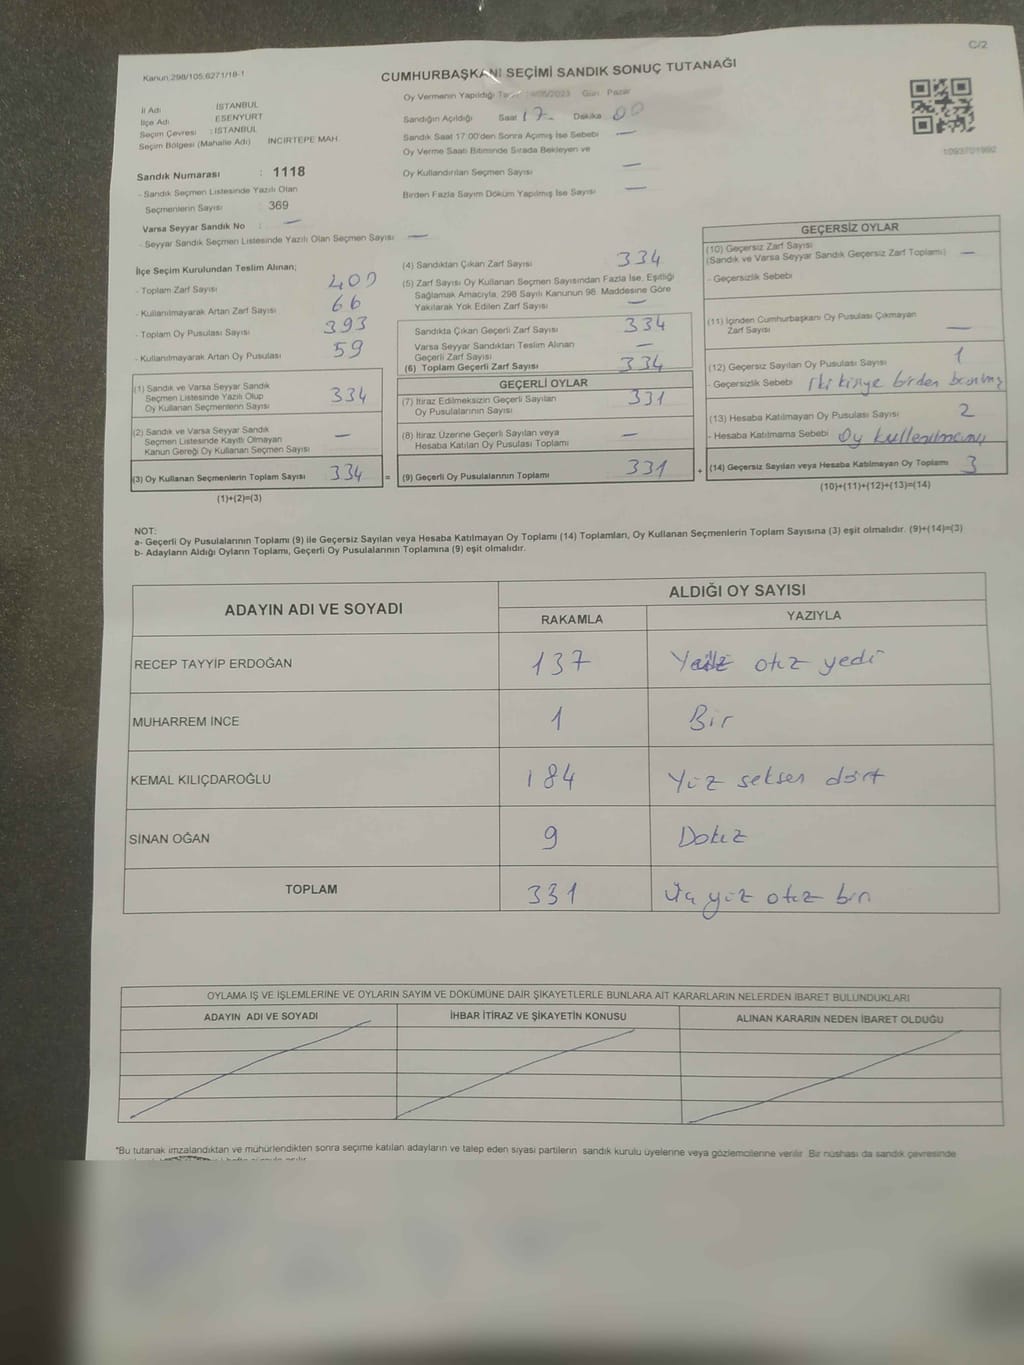 C/2
Kanun:298/105;6271/18-1
CUMHURBAŞKANI SEÇİMİ SANDIK SONUÇ TUTANAĞI
İl Adı İSTANBUL
İlçe Adı ESENYURT
Seçim Çevresi : İSTANBUL
Seçim Bölgesi (Mahalle Adı) İNCİRTEPE MAH.
Oy Vermenin Yapıldığı /05/2023 Gün Pazar
Sandığın Açıldığı Saat 17 Dakika 00
Sandık Saat 17:00'den Sonra Açılmış İse Sebebi —
Oy Verme Saati Bitiminde Sırada Bekleyen ve
Oy Kullandırılan Seçmen Sayısı —
Birden Fazla Sayım Döküm Yapılmış İse Sayısı —
1093701992
Sandık Numarası : 1118
- Sandık Seçmen Listesinde Yazılı Olan
Seçmenlerin Sayısı : 369
Varsa Seyyar Sandık No : —
- Seyyar Sandık Seçmen Listesinde Yazılı Olan Seçmen Sayısı —
İlçe Seçim Kurulundan Teslim Alınan;
- Toplam Zarf Sayısı 400
- Kullanılmayarak Artan Zarf Sayısı 66
- Toplam Oy Pusulası Sayısı 393
- Kullanılmayarak Artan Oy Pusulası 59
(1) Sandık ve Varsa Seyyar Sandık
Seçmen Listesinde Yazılı Olup
Oy Kullanan Seçmenlerin Sayısı 334
(2) Sandık ve Varsa Seyyar Sandık
Seçmen Listesinde Kayıtlı Olmayan
Kanun Gereği Oy Kullanan Seçmen Sayısı —
(3) Oy Kullanan Seçmenlerin Toplam Sayısı 334 =
(1)+(2)=(3)
(4) Sandıktan Çıkan Zarf Sayısı 334
(5) Zarf Sayısı Oy Kullanan Seçmen Sayısından Fazla İse, Eşitliği
Sağlamak Amacıyla, 298 Sayılı Kanunun 98. Maddesine Göre
Yakılarak Yok Edilen Zarf Sayısı —
Sandıkta Çıkan Geçerli Zarf Sayısı 334
Varsa Seyyar Sandıktan Teslim Alınan
Geçerli Zarf Sayısı —
(6) Toplam Geçerli Zarf Sayısı 334
GEÇERLİ OYLAR
(7) İtiraz Edilmeksizin Geçerli Sayılan
Oy Pusulalarının Sayısı 331
(8) İtiraz Üzerine Geçerli Sayılan veya
Hesaba Katılan Oy Pusulası Toplamı —
(9) Geçerli Oy Pusulalarının Toplamı 331 +
GEÇERSİZ OYLAR
(10) Geçersiz Zarf Sayısı
(Sandık ve Varsa Seyyar Sandık Geçersiz Zarf Toplamı) —
- Geçersizlik Sebebi
(11) İçinden Cumhurbaşkanı Oy Pusulası Çıkmayan
Zarf Sayısı —
(12) Geçersiz Sayılan Oy Pusulası Sayısı 1
- Geçersizlik Sebebi İki kişiye birden basılmış
(13) Hesaba Katılmayan Oy Pusulası Sayısı 2
- Hesaba Katılmama Sebebi Oy kullanılmamış
(14) Geçersiz Sayılan veya Hesaba Katılmayan Oy Toplamı 3
(10)+(11)+(12)+(13)=(14)
NOT:
a- Geçerli Oy Pusulalarının Toplamı (9) ile Geçersiz Sayılan veya Hesaba Katılmayan Oy Toplamı (14) Toplamları, Oy Kullanan Seçmenlerin Toplam Sayısına (3) eşit olmalıdır. (9)+(14)=(3)
b- Adayların Aldığı Oyların Toplamı, Geçerli Oy Pusulalarının Toplamına (9) eşit olmalıdır.
ADAYIN ADI VE SOYADI ALDIĞI OY SAYISI
RAKAMLA YAZIYLA
RECEP TAYYİP ERDOĞAN 137 Yüz otuz yedi
MUHARREM İNCE 1 Bir
KEMAL KILIÇDAROĞLU 184 Yüz seksen dört
SİNAN OĞAN 9 Dokuz
TOPLAM 331 Üç yüz otuz bir
OYLAMA İŞ VE İŞLEMLERİNE VE OYLARIN SAYIM VE DÖKÜMÜNE DAİR ŞİKAYETLERLE BUNLARA AİT KARARLARIN NELERDEN İBARET BULUNDUKLARI
ADAYIN ADI VE SOYADI İHBAR İTİRAZ VE ŞİKAYETİN KONUSU ALINAN KARARIN NEDEN İBARET OLDUĞU
"Bu tutanak imzalandıktan ve mühürlendikten sonra seçime katılan adayların ve talep eden siyasi partilerin sandık kurulu üyelerine veya gözlemcilerine verilir. Bir nüshası da sandık çevresinde